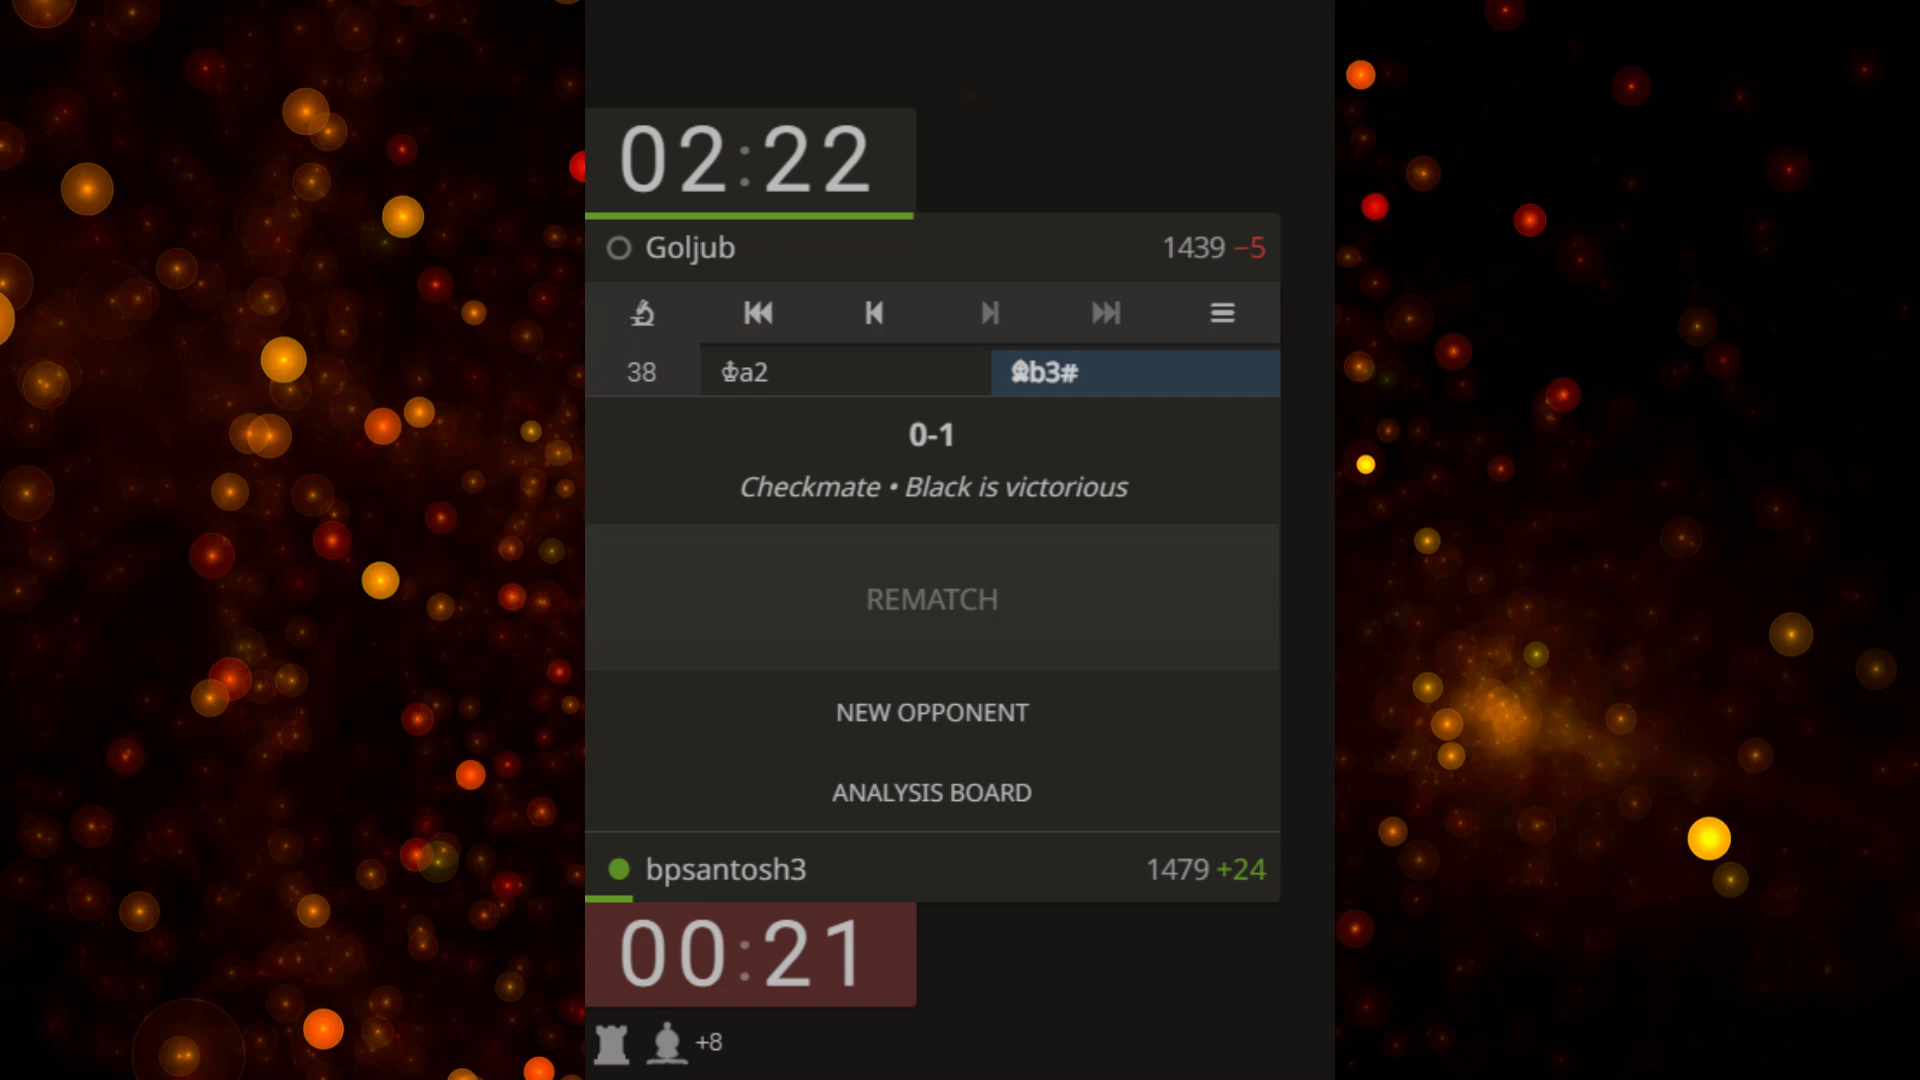 02:22
Goljub 1439 −5
38 ♔a2 ♝b3#
0-1
Checkmate • Black is victorious
REMATCH
NEW OPPONENT
ANALYSIS BOARD
bpsantosh3 1479 +24
00:21
+8